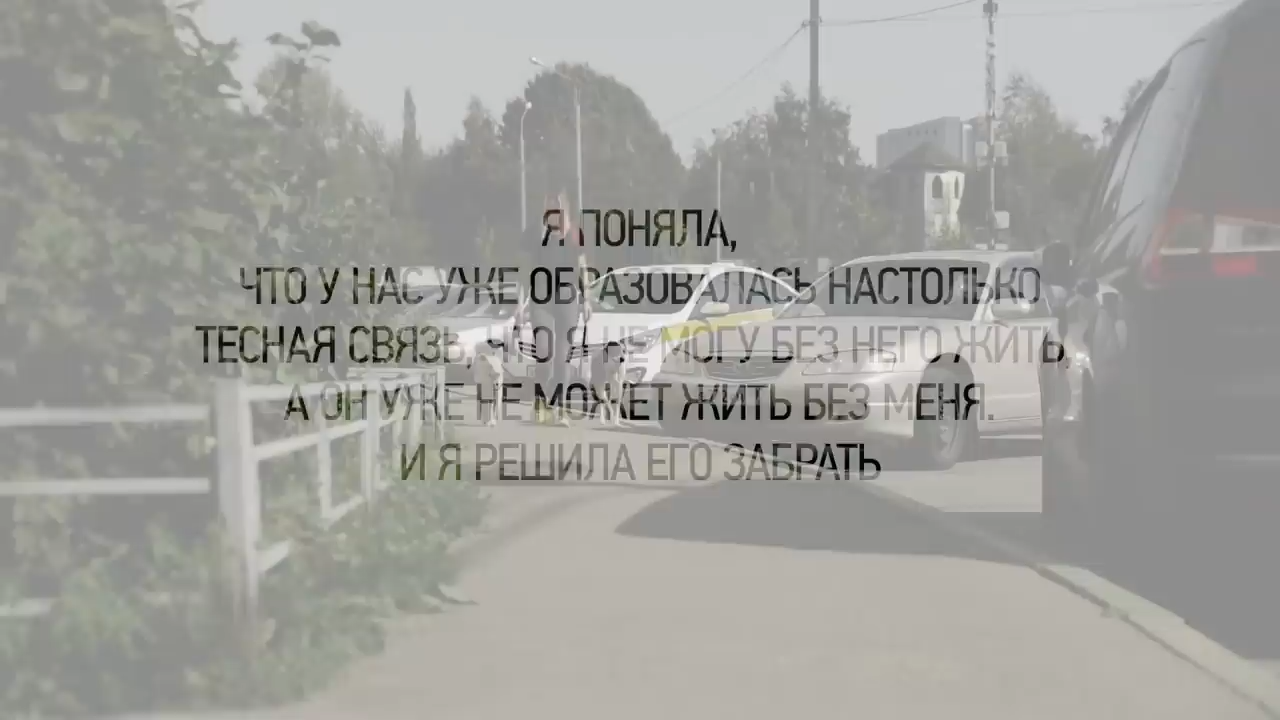 Я ПОНЯЛА,
ЧТО У НАС УЖЕ ОБРАЗОВАЛАСЬ НАСТОЛЬКО
ТЕСНАЯ СВЯЗЬ, ЧТО Я НЕ МОГУ БЕЗ НЕГО ЖИТЬ,
А ОН УЖЕ НЕ МОЖЕТ ЖИТЬ БЕЗ МЕНЯ.
И Я РЕШИЛА ЕГО ЗАБРАТЬ